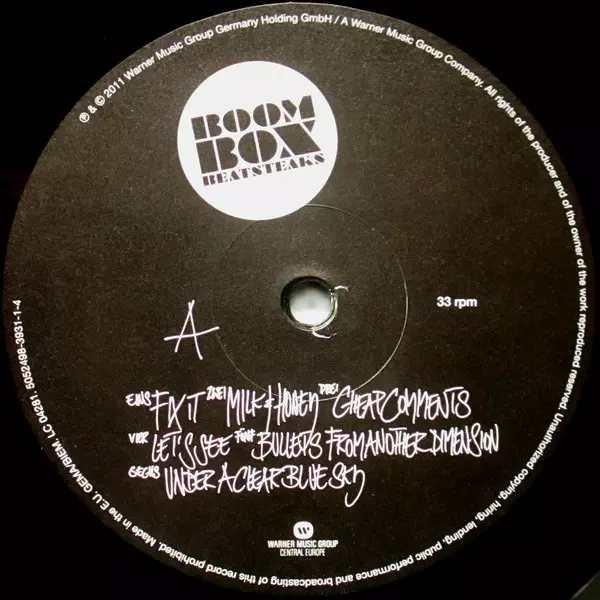 ℗ & © 2011 Warner Music Group Germany Holding GmbH / A Warner Music Group Company. All rights of the producer and of the owner of the work reproduced reserved. Unauthorized copying, hiring, lending, public performance and broadcasting of this record prohibited. Made in the E.U. GEMA/BIEM. LC 04281. 5052498-3931-1-4
BOOM
BOX
BEATSTEAKS
A
33 rpm
EINS FIX IT ZWEI MILK & HONEY DREI CHEAP COMMENTS
VIER LET'S SEE FÜNF BULLETS FROM ANOTHER DIMENSION
SECHS UNDER A CLEAR BLUE SKY
WARNER MUSIC GROUP
CENTRAL EUROPE